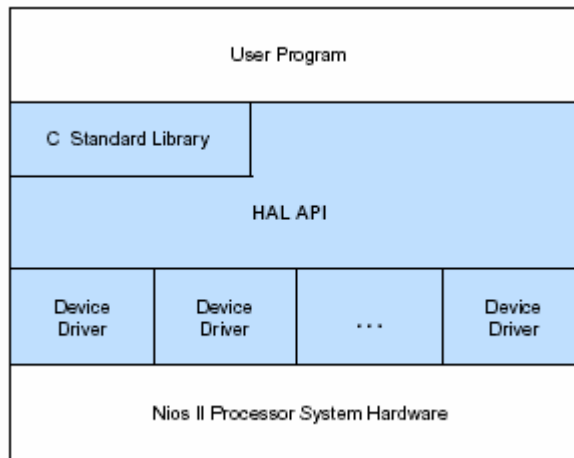 User Program
C Standard Library
HAL API
Device
Driver
Device
Driver
...
Device
Driver
Nios II Processor System Hardware